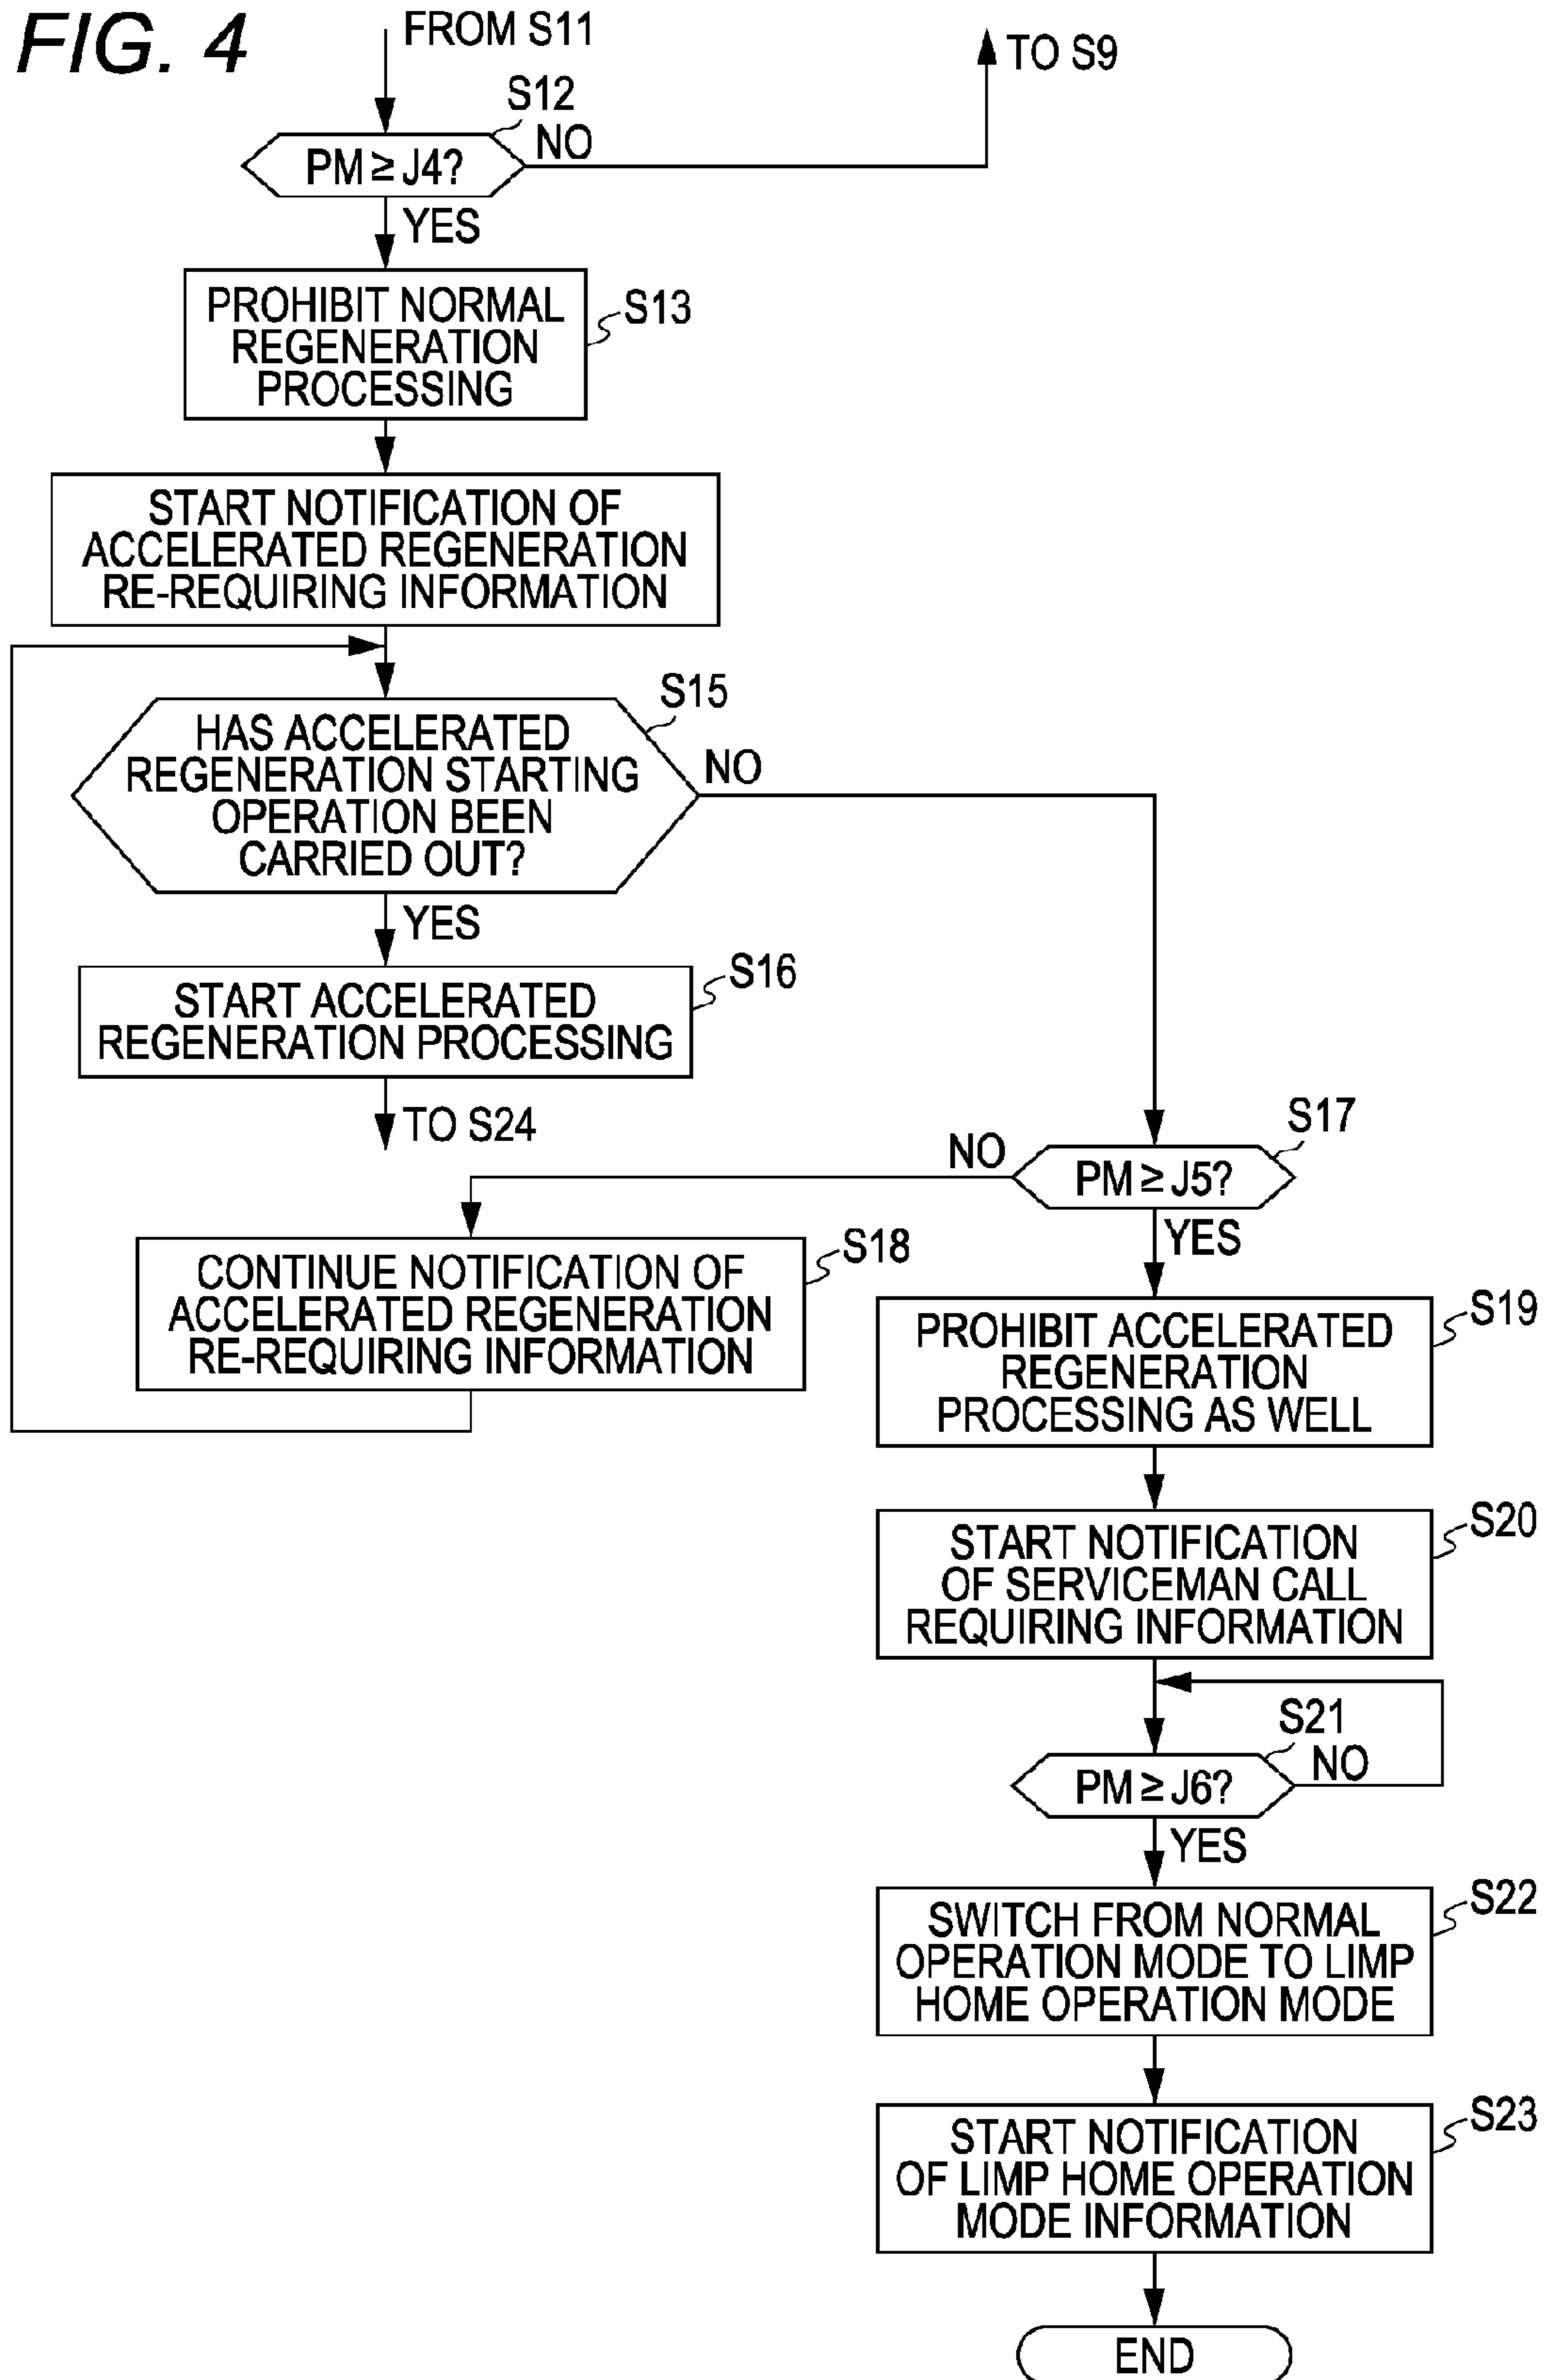 FIG. 4
FROM S11
TO S9
S12
PM ≥ J4?
NO
YES
PROHIBIT NORMAL
REGENERATION
PROCESSING
S13
START NOTIFICATION OF
ACCELERATED REGENERATION
RE-REQUIRING INFORMATION
S15
HAS ACCELERATED
REGENERATION STARTING
OPERATION BEEN
CARRIED OUT?
NO
YES
S16
START ACCELERATED
REGENERATION PROCESSING
TO S24
S17
NO
PM ≥ J5?
YES
S18
CONTINUE NOTIFICATION OF
ACCELERATED REGENERATION
RE-REQUIRING INFORMATION
S19
PROHIBIT ACCELERATED
REGENERATION
PROCESSING AS WELL
S20
START NOTIFICATION
OF SERVICEMAN CALL
REQUIRING INFORMATION
S21
PM ≥ J6?
NO
YES
S22
SWITCH FROM NORMAL
OPERATION MODE TO LIMP
HOME OPERATION MODE
S23
START NOTIFICATION
OF LIMP HOME OPERATION
MODE INFORMATION
END